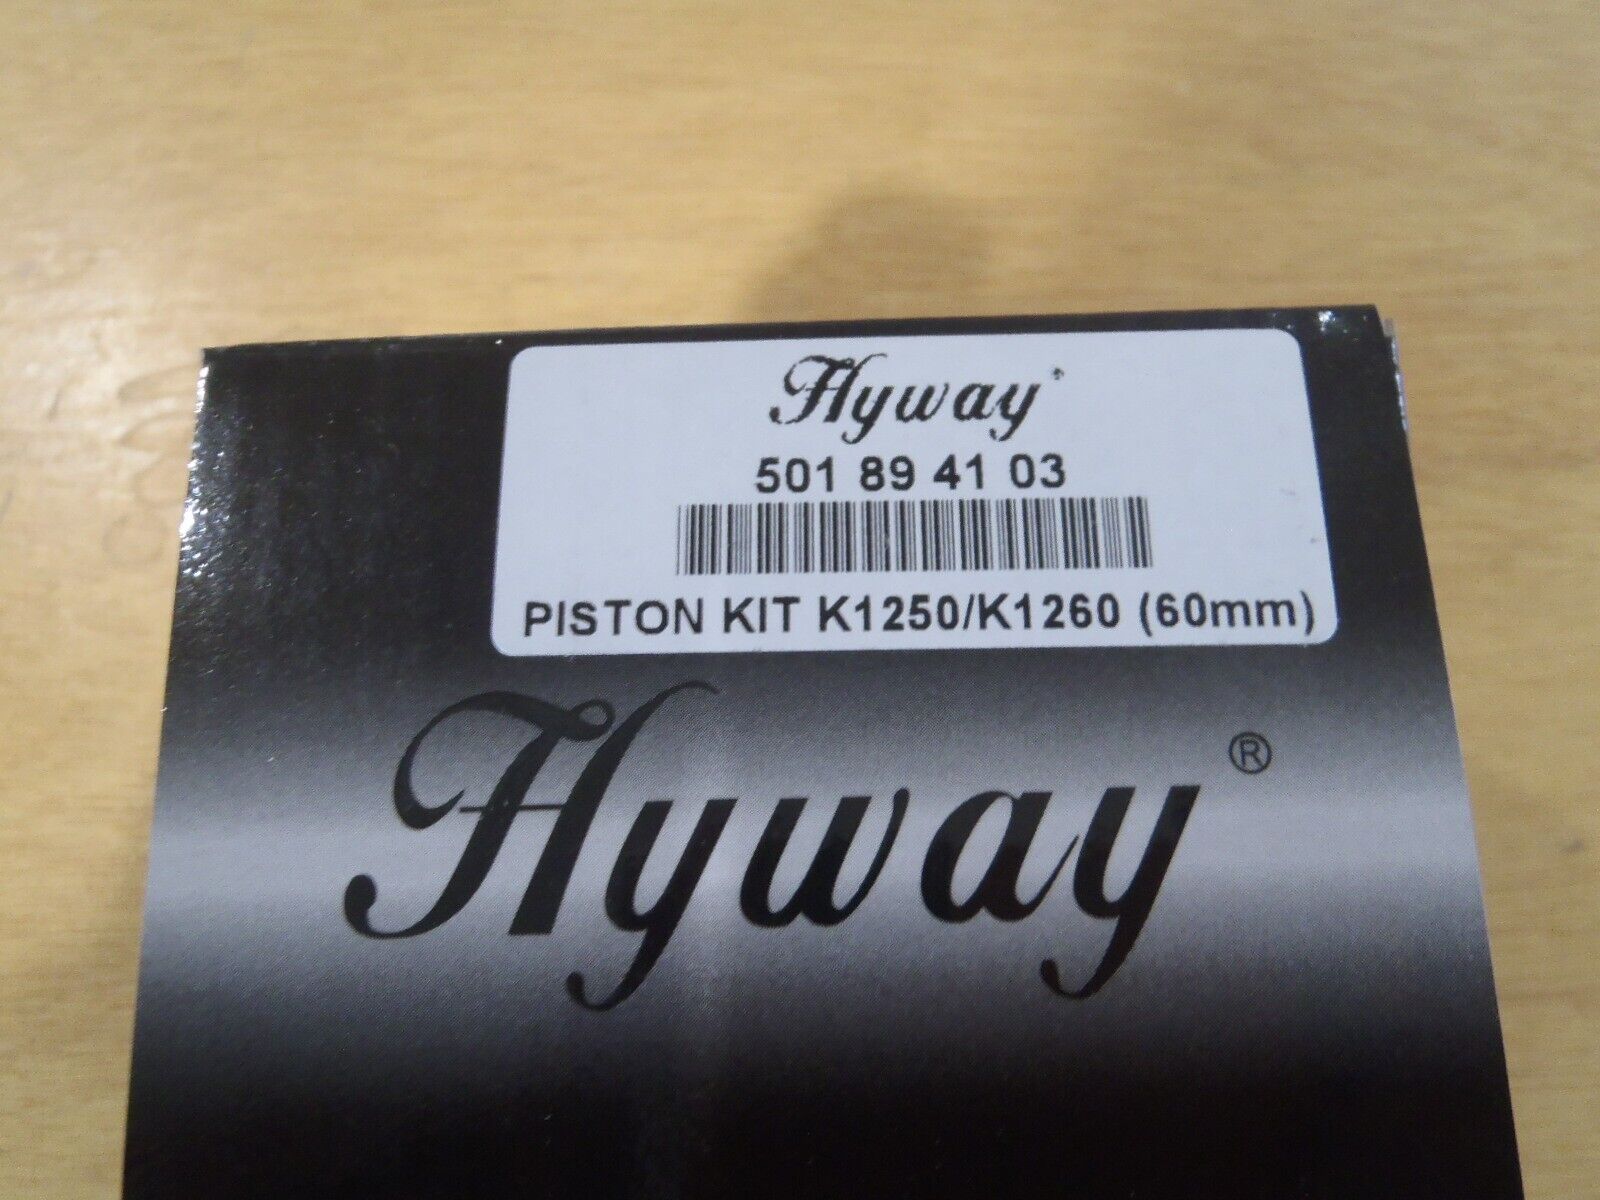 Hyway
501 89 41 03
PISTON KIT K1250/K1260 (60mm)
Hyway®